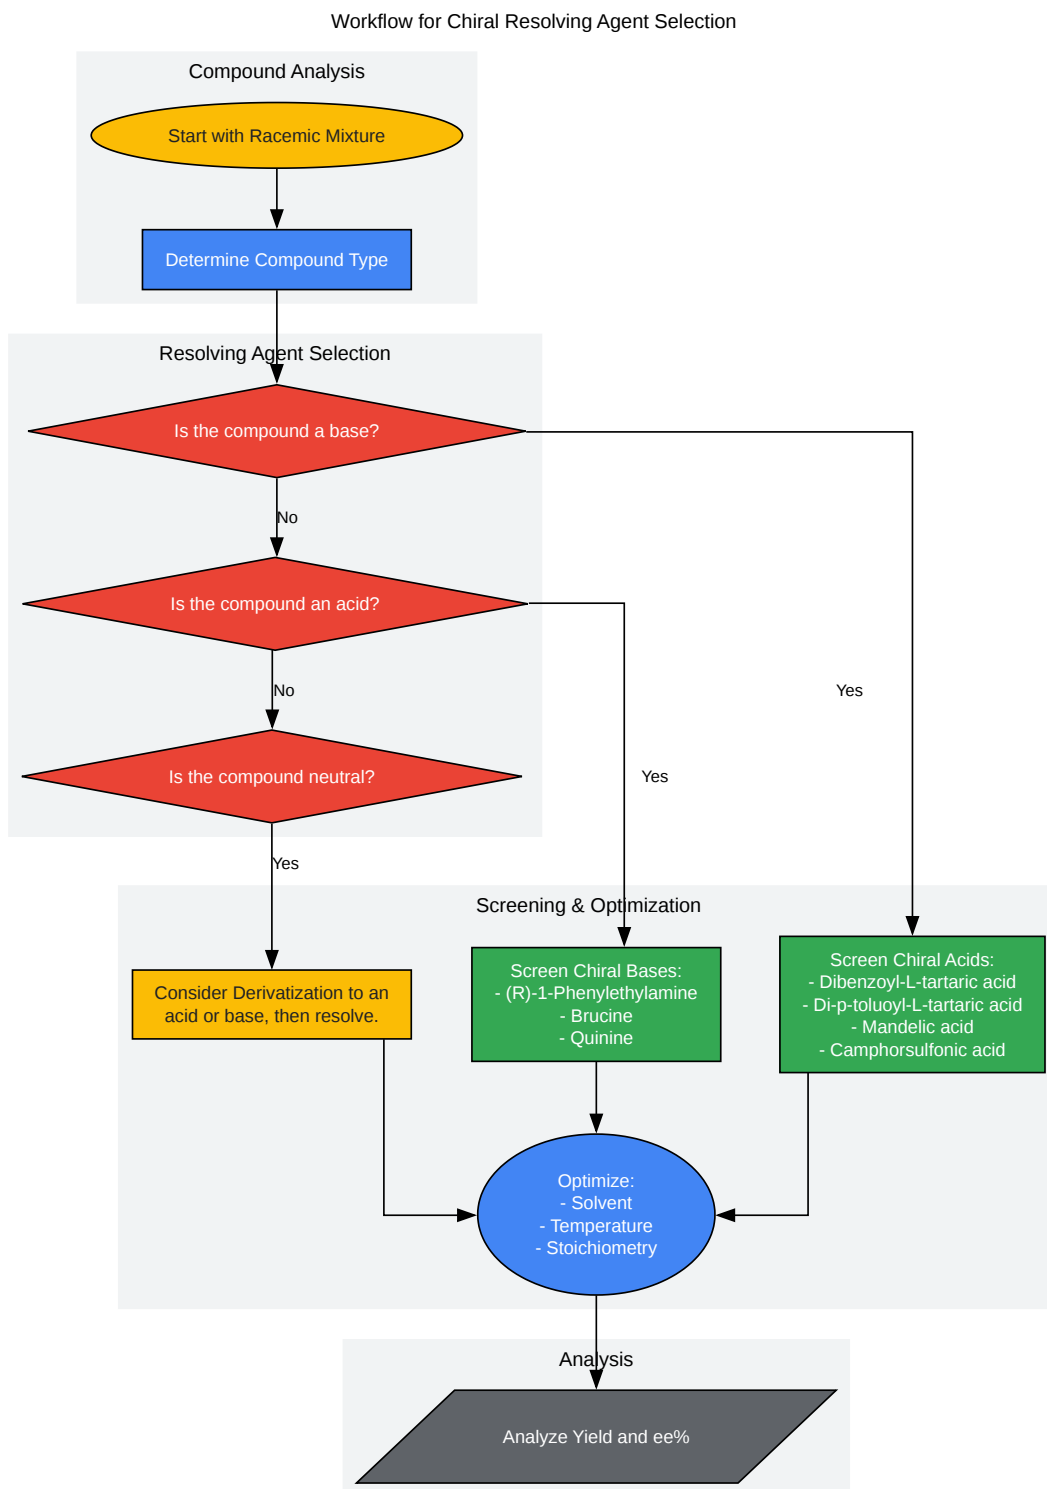 Workflow for Chiral Resolving Agent Selection
Compound Analysis
Start with Racemic Mixture
Determine Compound Type
Resolving Agent Selection
Is the compound a base?
No
Is the compound an acid?
No
Yes
Is the compound neutral?
Yes
Yes
Screening & Optimization
Consider Derivatization to an
acid or base, then resolve.
Screen Chiral Bases:
- (R)-1-Phenylethylamine
- Brucine
- Quinine
Screen Chiral Acids:
- Dibenzoyl-L-tartaric acid
- Di-p-toluoyl-L-tartaric acid
- Mandelic acid
- Camphorsulfonic acid
Optimize:
- Solvent
- Temperature
- Stoichiometry
Analysis
Analyze Yield and ee%